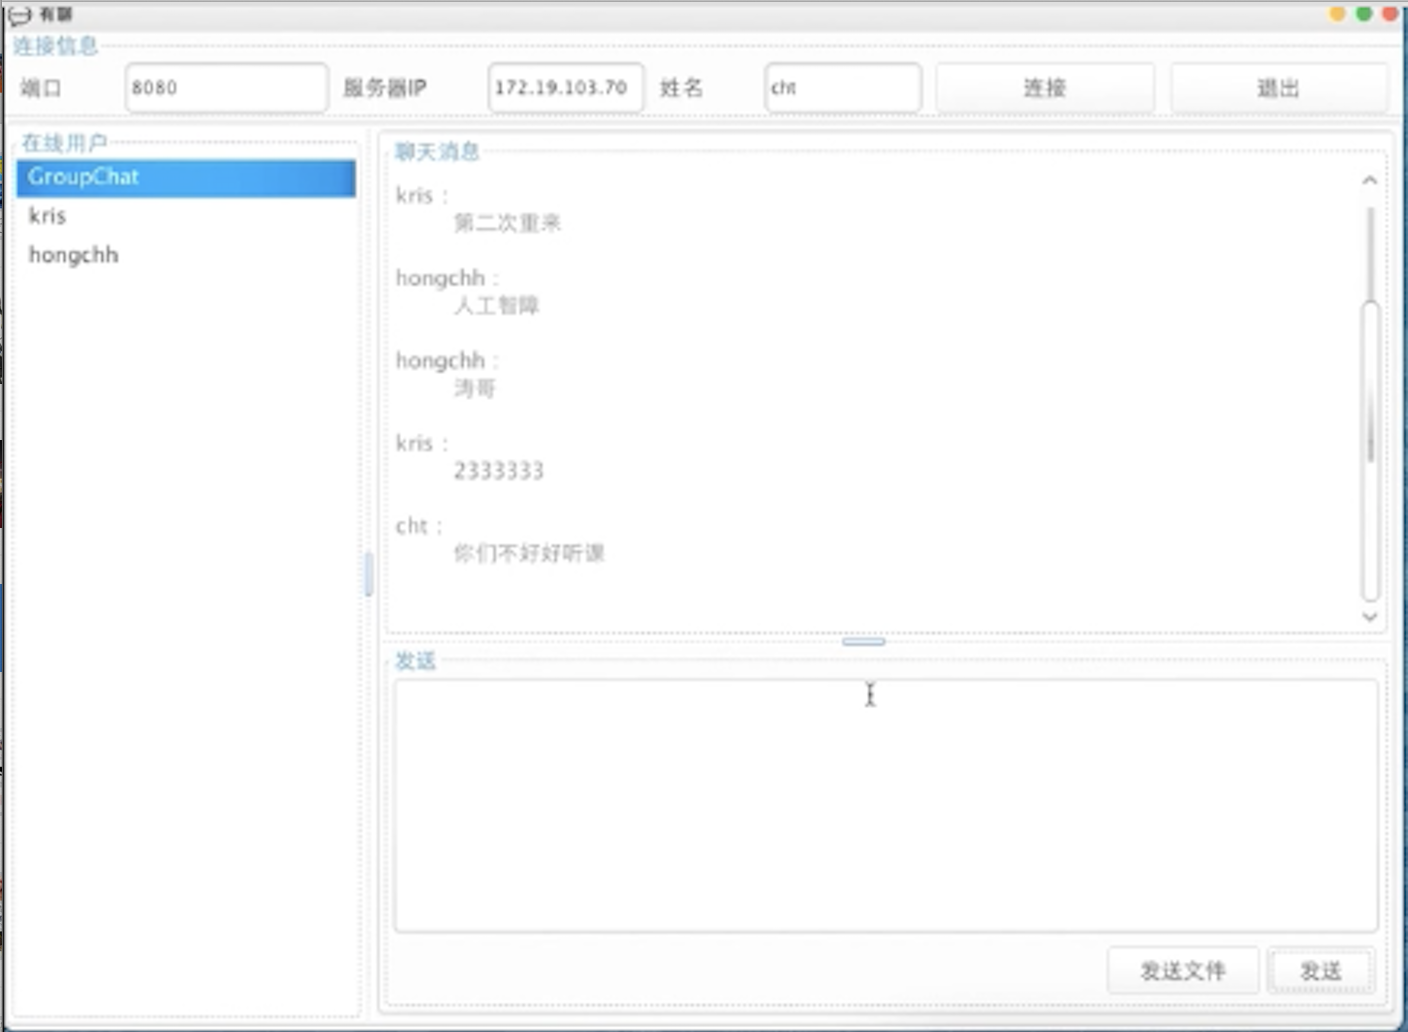 有聊
连接信息
端口 8080 服务器IP 172.19.103.70 姓名 cht 连接 退出
在线用户
GroupChat
kris
hongchh
聊天消息
kris :
第二次重来
hongchh :
人工智障
hongchh :
涛哥
kris :
2333333
cht :
你们不好好听课
发送
发送文件 发送